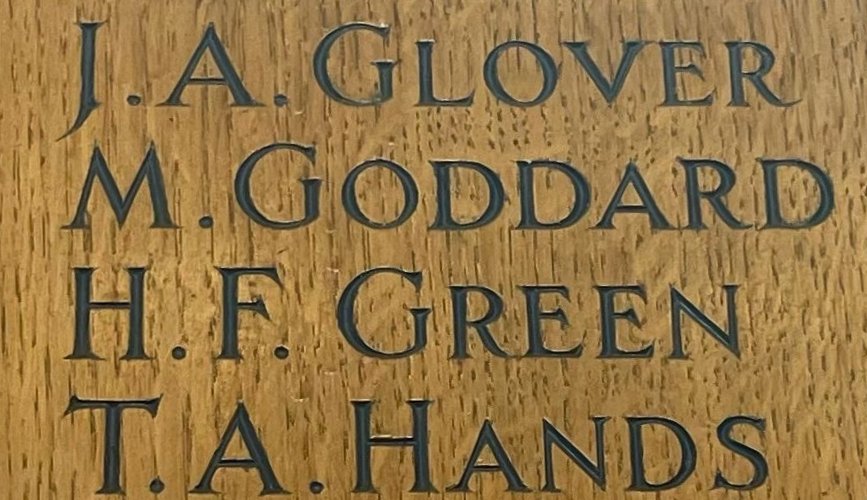 J.A. GLOVER
M. GODDARD
H.F. GREEN
T.A. HANDS